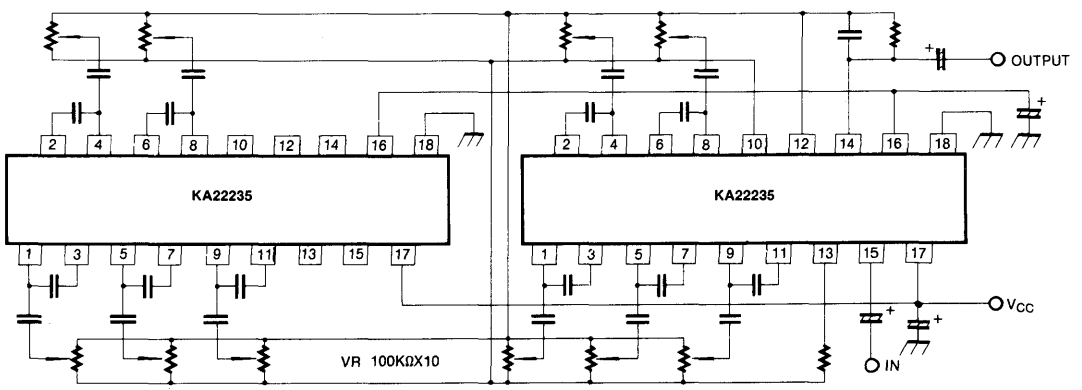 + OUTPUT
+
2 4 6 8 10 12 14 16 18 2 4 6 8 10 12 14 16 18
KA22235 KA22235
1 3 5 7 9 11 13 15 17 1 3 5 7 9 11 13 15 17
VCC
+ +
VR 100KΩX10 IN